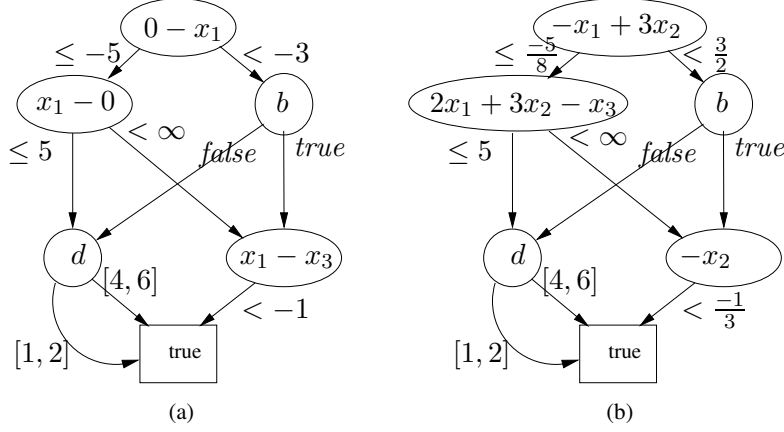 0 − x₁
≤ −5
< −3
x₁ − 0
b
≤ 5
< ∞
false
true
d
x₁ − x₃
[4, 6]
< −1
[1, 2]
true
(a)
−x₁ + 3x₂
≤ −5/8
< 3/2
2x₁ + 3x₂ − x₃
b
≤ 5
< ∞
false
true
d
−x₂
[4, 6]
< −1/3
[1, 2]
true
(b)